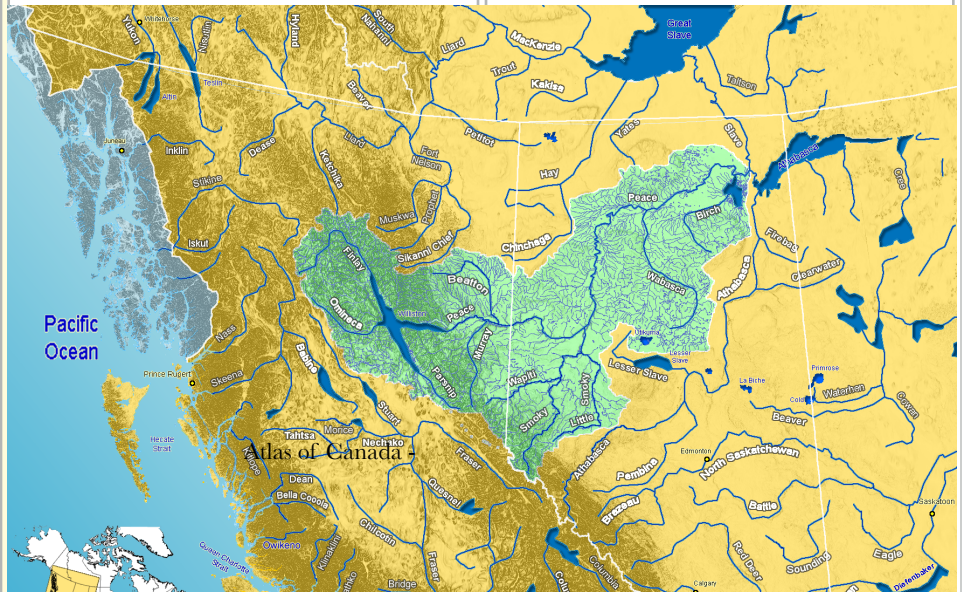 Whitehorse
Yukon
Nisutlin
Hyland
South
Nahanni
Liard
MacKenzie
Great
Slave
Trout
Kakisa
Taltson
Teslin
Atlin
Beaver
Juneau
Inklin
Dease
Liard
Petitot
Yates
Slave
Fort
Nelson
Athabasca
Ketchika
Hay
Cree
Stikine
Prophet
Muskwa
Peace
Birch
Iskut
Sikanni Chief
Chinchaga
Firebag
Finlay
Beatton
Wabasca
Athabasca
Clearwater
Omineca
Williston
Peace
Pacific
Ocean
Nass
Murray
Utikuma
Lesser
Slave
Babine
Prince Rupert
Skeena
Parsnip
Wapiti
Smoky
Lesser Slave
La Biche
Primrose
Cold
Waterhen
Cowan
Stuart
Smoky
Little
Beaver
Hecate
Strait
Tahtsa
Morice
Nechako
Atlas of Canada -
Kitlope
Fraser
Athabasca
Edmonton
Pembina
North Saskatchewan
Dean
Quesnel
Bella Coola
Brazeau
Battle
Saskatoon
Chilcotin
Owikeno
Klinaklini
Queen Charlotte
Strait
Red Deer
Sounding
Eagle
Fraser
Columbia
Bridge
Calgary
Diefenbaker